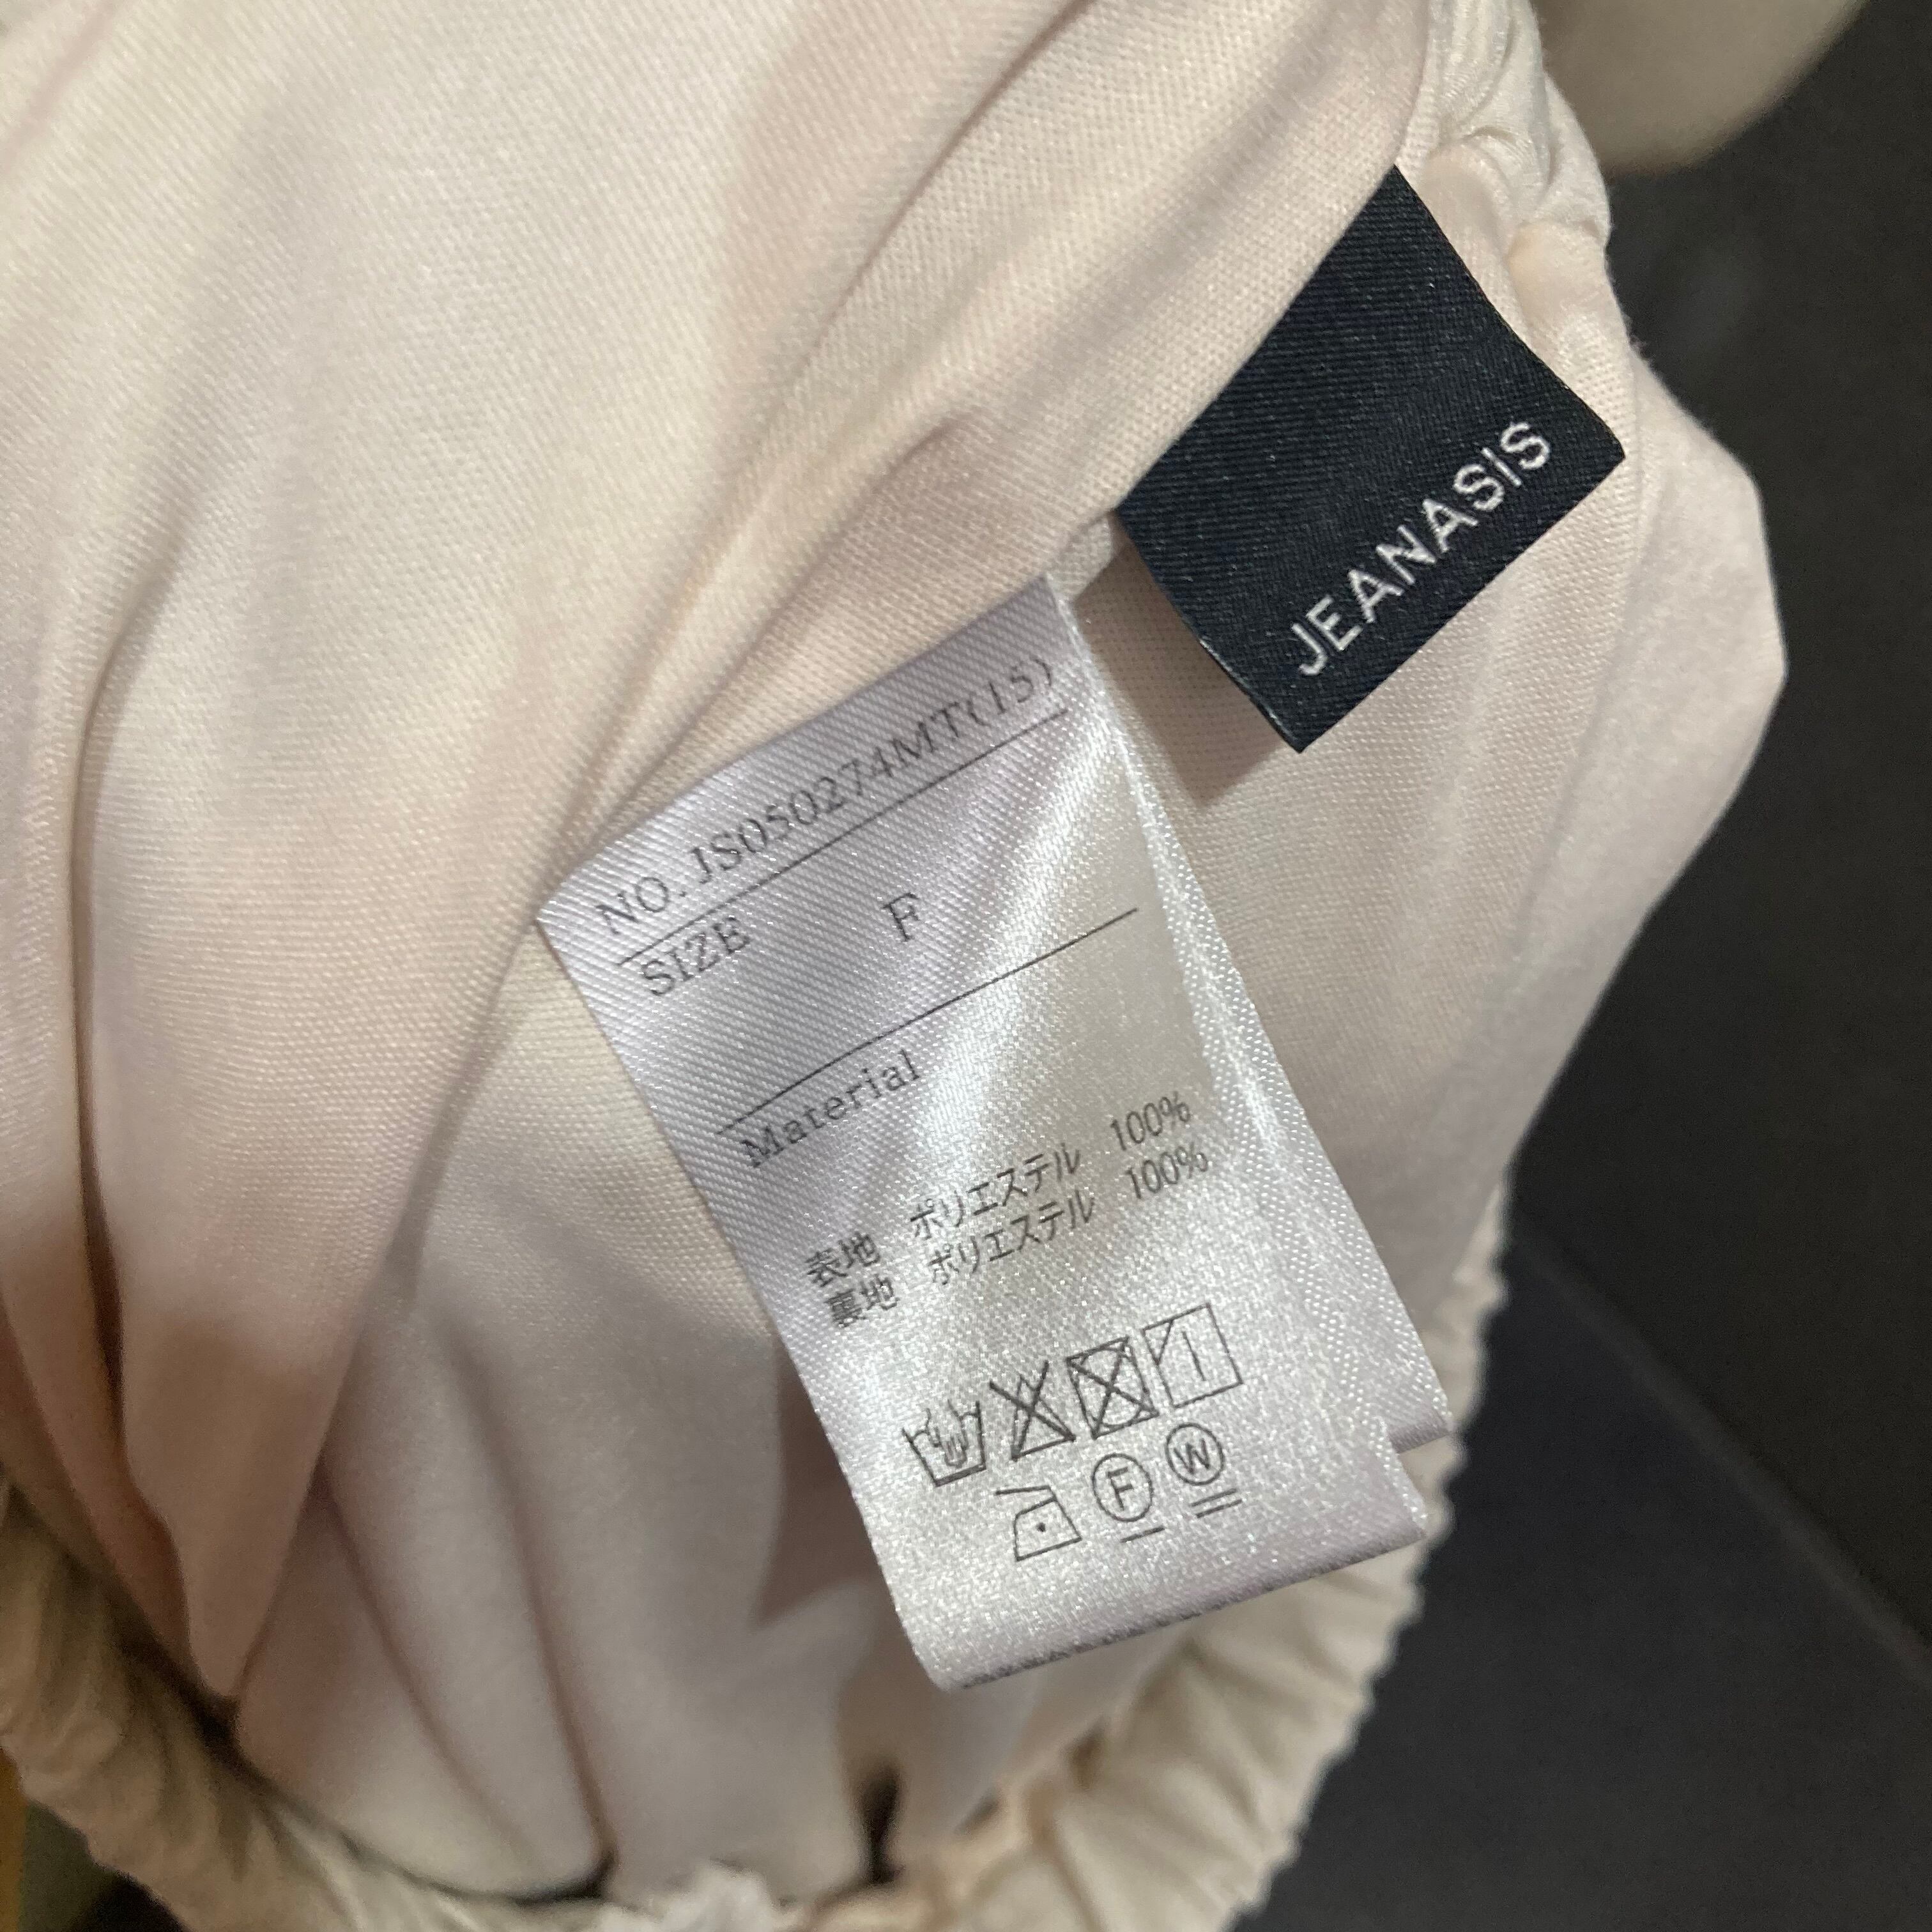 JEANASIS
NO.JS050274MT(IS)
SIZE F
Material
表地 ポリエステル 100%
裏地 ポリエステル 100%
F W